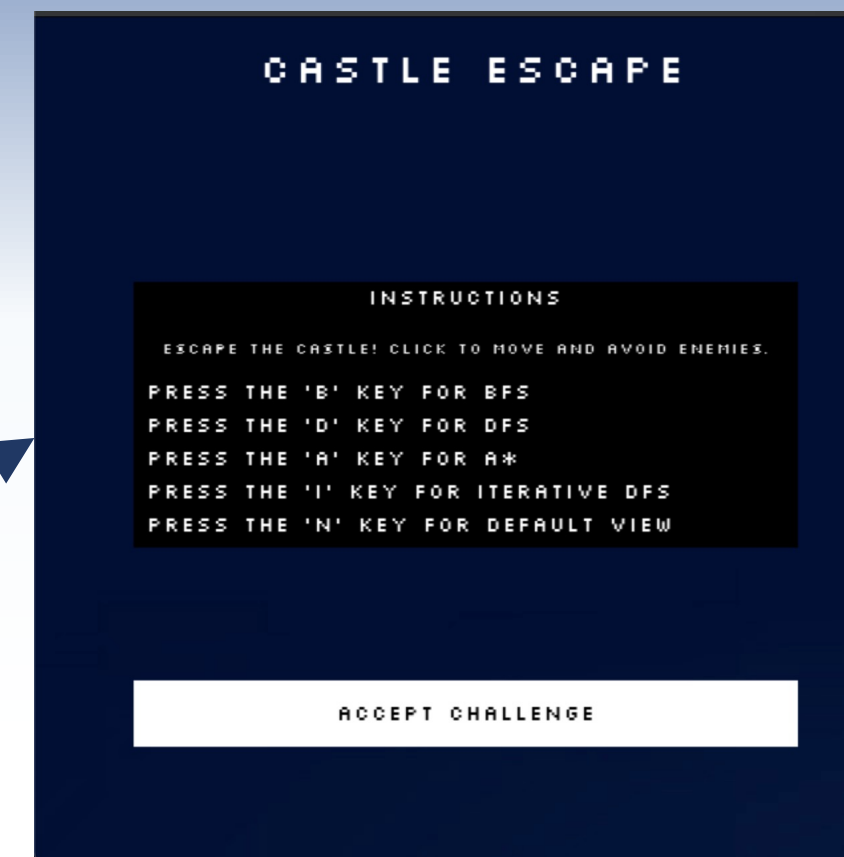 CASTLE ESCAPE
INSTRUCTIONS
ESCAPE THE CASTLE! CLICK TO MOVE AND AVOID ENEMIES.
PRESS THE 'B' KEY FOR BFS
PRESS THE 'D' KEY FOR DFS
PRESS THE 'A' KEY FOR A*
PRESS THE 'I' KEY FOR ITERATIVE DFS
PRESS THE 'N' KEY FOR DEFAULT VIEW
ACCEPT CHALLENGE